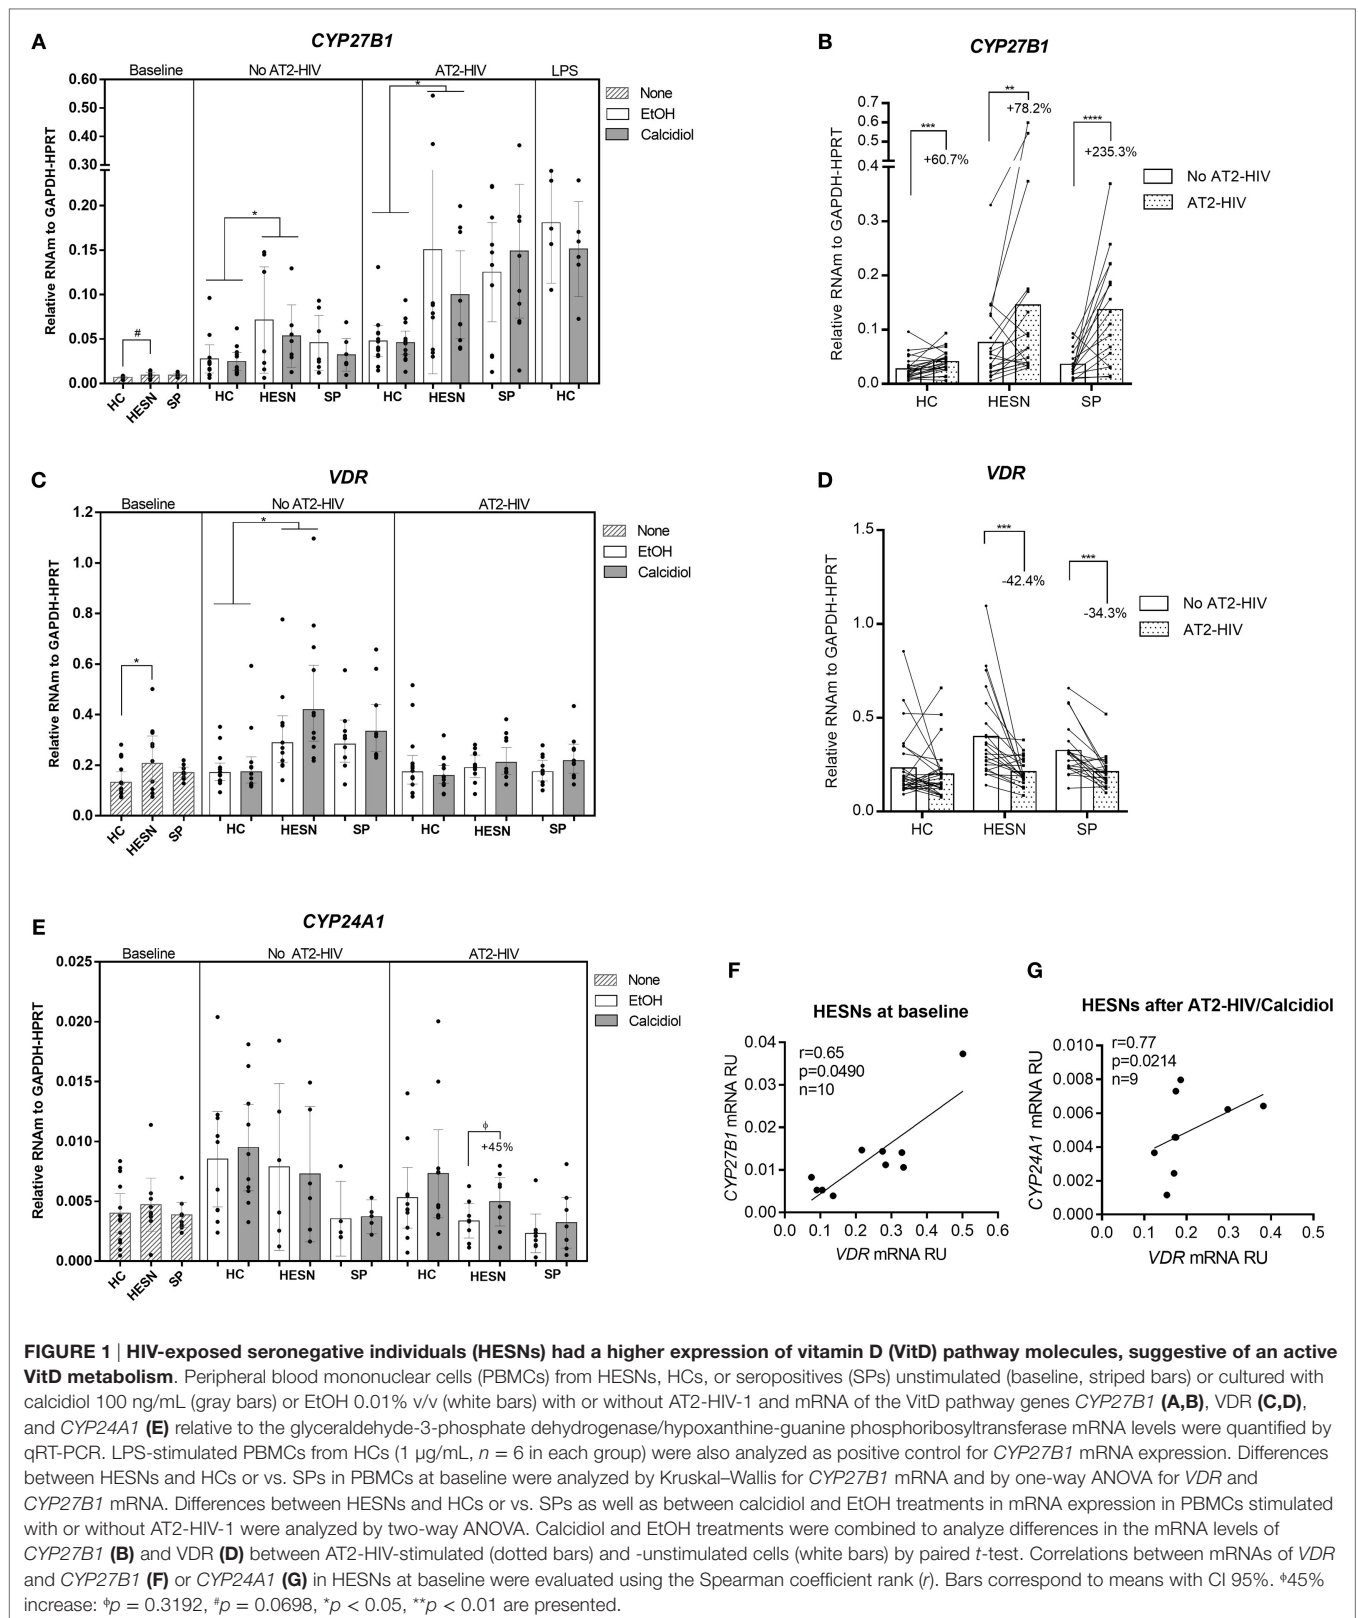 A
CYP27B1
Baseline No AT2-HIV AT2-HIV LPS
Relative RNAm to GAPDH-HPRT
0.60
0.50
0.40
0.30
0.20
0.15
0.10
0.05
0.00
#
*
*
HC HESN SP HC HESN SP HC HESN SP HC
None
EtOH
Calcidiol
B
CYP27B1
Relative RNAm to GAPDH-HPRT
0.7
0.6
0.5
0.4
0.3
0.2
0.1
0.0
***
+60.7%
**
+78.2%
****
+235.3%
HC HESN SP
No AT2-HIV
AT2-HIV
C
VDR
Baseline No AT2-HIV AT2-HIV
Relative RNAm to GAPDH-HPRT
1.2
1.0
0.8
0.6
0.4
0.2
0.0
*
*
HC HESN SP HC HESN SP HC HESN SP
None
EtOH
Calcidiol
D
VDR
Relative RNAm to GAPDH-HPRT
1.5
1.0
0.5
0.0
***
-42.4%
***
-34.3%
HC HESN SP
No AT2-HIV
AT2-HIV
E
CYP24A1
Baseline No AT2-HIV AT2-HIV
Relative RNAm to GAPDH-HPRT
0.025
0.020
0.015
0.010
0.005
0.000
ϕ
+45%
HC HESN SP HC HESN SP HC HESN SP
None
EtOH
Calcidiol
F
HESNs at baseline
CYP27B1 mRNA RU
0.04
0.03
0.02
0.01
0.00
r=0.65
p=0.0490
n=10
0.0 0.1 0.2 0.3 0.4 0.5 0.6
VDR mRNA RU
G
HESNs after AT2-HIV/Calcidiol
CYP24A1 mRNA RU
0.010
0.008
0.006
0.004
0.002
0.000
r=0.77
p=0.0214
n=9
0.0 0.1 0.2 0.3 0.4 0.5
VDR mRNA RU
FIGURE 1 | HIV-exposed seronegative individuals (HESNs) had a higher expression of vitamin D (VitD) pathway molecules, suggestive of an active
VitD metabolism. Peripheral blood mononuclear cells (PBMCs) from HESNs, HCs, or seropositives (SPs) unstimulated (baseline, striped bars) or cultured with
calcidiol 100 ng/mL (gray bars) or EtOH 0.01% v/v (white bars) with or without AT2-HIV-1 and mRNA of the VitD pathway genes CYP27B1 (A,B), VDR (C,D),
and CYP24A1 (E) relative to the glyceraldehyde-3-phosphate dehydrogenase/hypoxanthine-guanine phosphoribosyltransferase mRNA levels were quantified by
qRT-PCR. LPS-stimulated PBMCs from HCs (1 µg/mL, n = 6 in each group) were also analyzed as positive control for CYP27B1 mRNA expression. Differences
between HESNs and HCs or vs. SPs in PBMCs at baseline were analyzed by Kruskal–Wallis for CYP27B1 mRNA and by one-way ANOVA for VDR and
CYP27B1 mRNA. Differences between HESNs and HCs or vs. SPs as well as between calcidiol and EtOH treatments in mRNA expression in PBMCs stimulated
with or without AT2-HIV-1 were analyzed by two-way ANOVA. Calcidiol and EtOH treatments were combined to analyze differences in the mRNA levels of
CYP27B1 (B) and VDR (D) between AT2-HIV-stimulated (dotted bars) and -unstimulated cells (white bars) by paired t-test. Correlations between mRNAs of VDR
and CYP27B1 (F) or CYP24A1 (G) in HESNs at baseline were evaluated using the Spearman coefficient rank (r). Bars correspond to means with CI 95%. ϕ45%
increase: ϕp = 0.3192, #p = 0.0698, *p < 0.05, **p < 0.01 are presented.